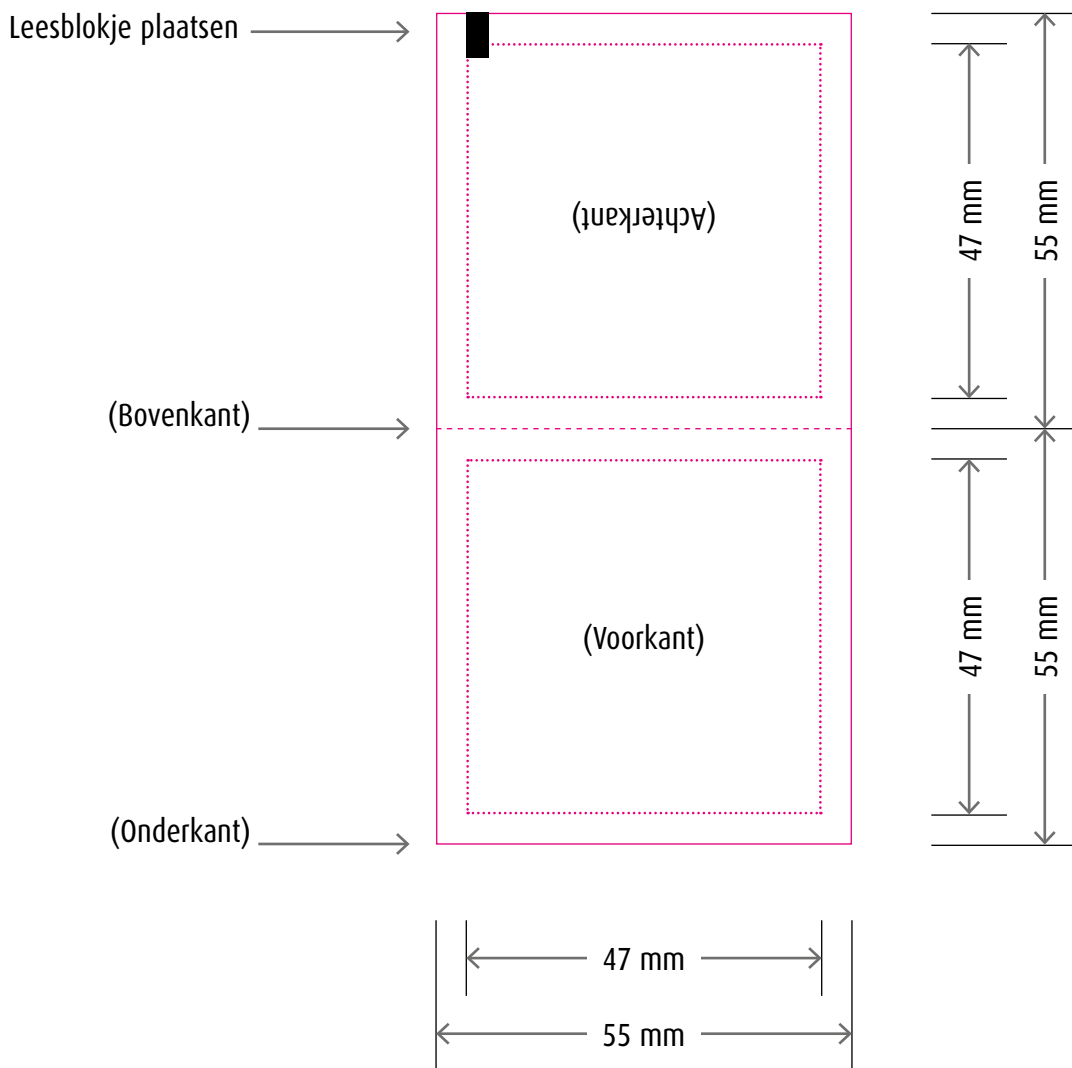 Leesblokje plaatsen
(Achterkant)
47 mm
55 mm
(Bovenkant)
(Voorkant)
47 mm
55 mm
(Onderkant)
47 mm
55 mm